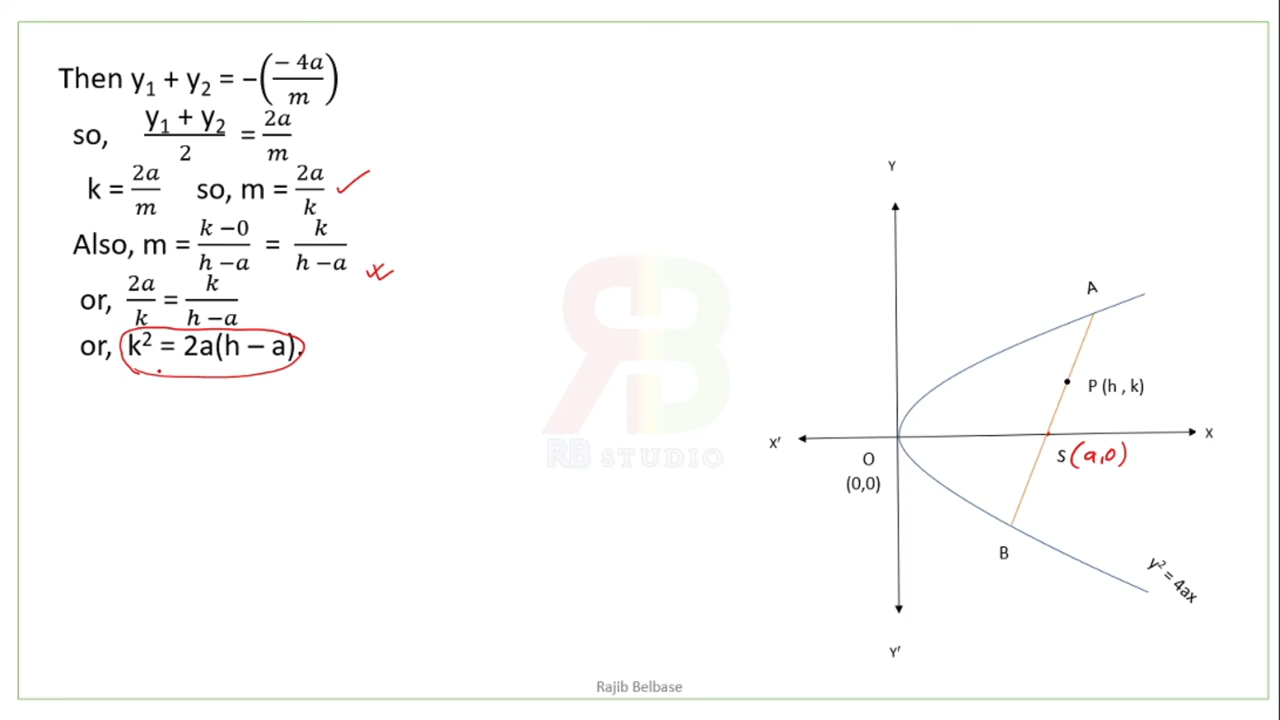 Then y₁ + y₂ = −(− 4a / m)
so, (y₁ + y₂)/2 = 2a/m
k = 2a/m so, m = 2a/k ✓
Also, m = (k −0)/(h −a) = k/(h −a)
or, 2a/k = k/(h −a)
or, k² = 2a(h − a).
Y
A
P (h , k)
X′
X
O
S (a,0)
(0,0)
B
y² = 4ax
Y′
RB STUDIO
Rajib Belbase